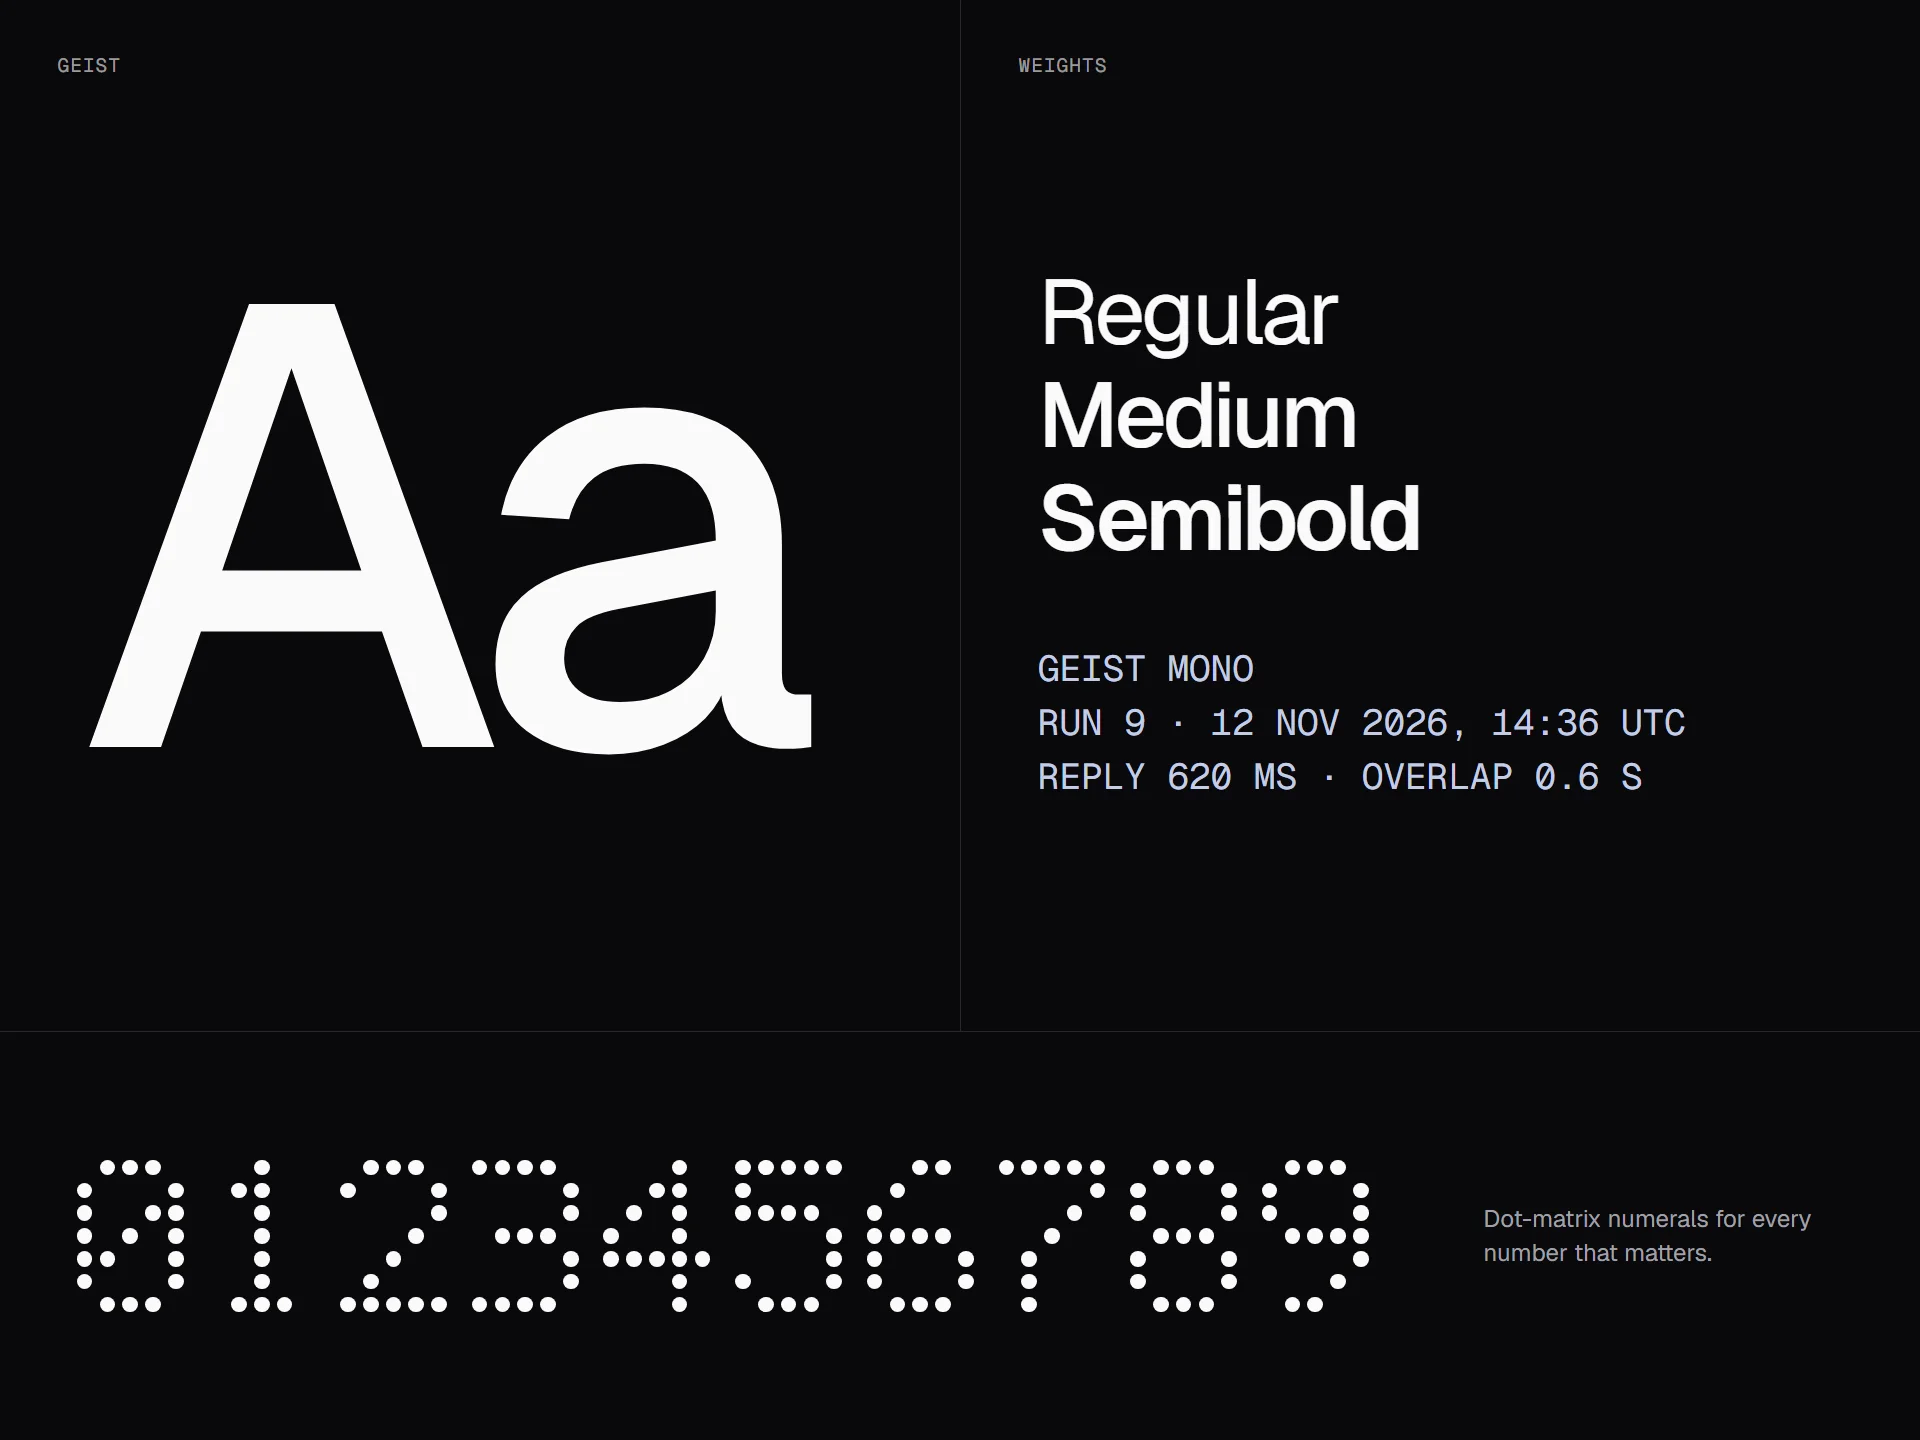 GEIST
Aa
WEIGHTS
Regular
Medium
Semibold
GEIST MONO
RUN 9 · 12 NOV 2026, 14:36 UTC
REPLY 620 MS · OVERLAP 0.6 S
0123456789
Dot-matrix numerals for every
number that matters.